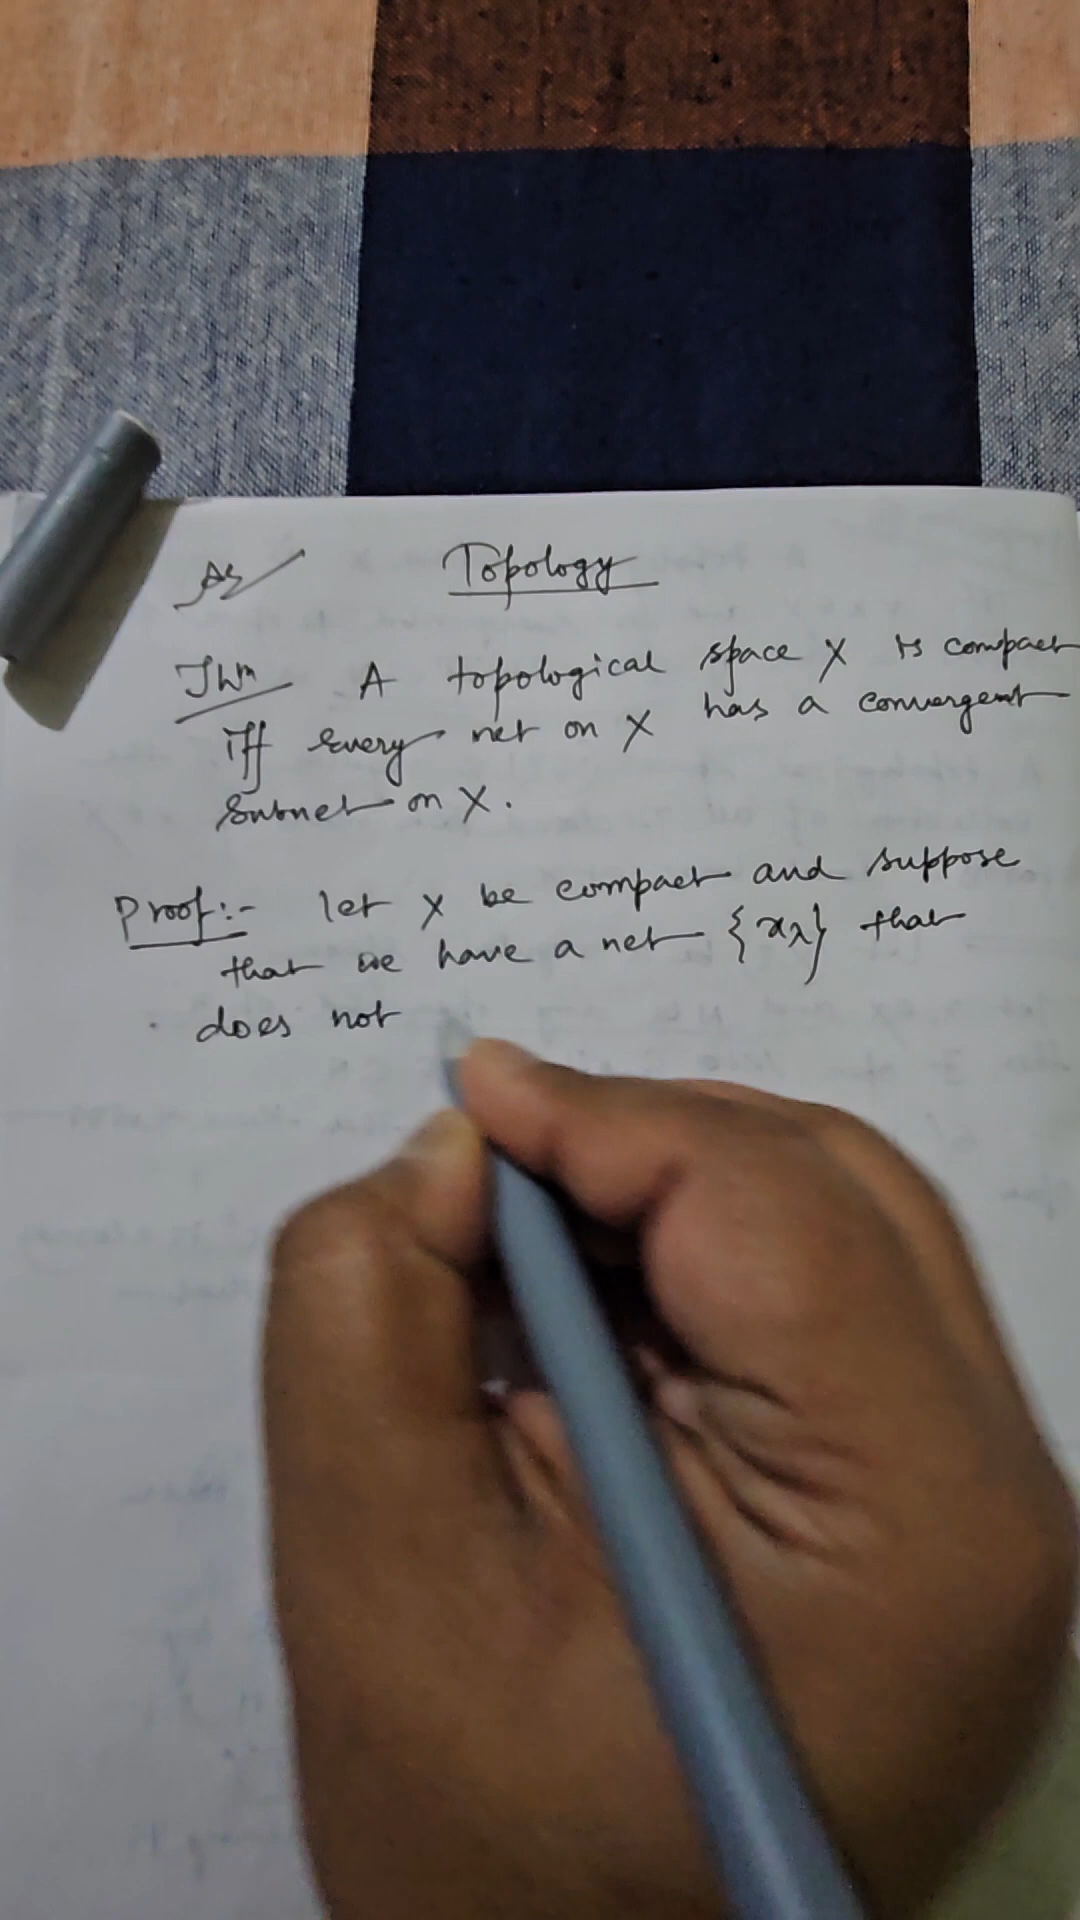 Topology
Thm A topological space X is compact
iff every net on X has a convergent
subnet on X.
Proof:- let X be compact and suppose
that we have a net {xλ} that
does not